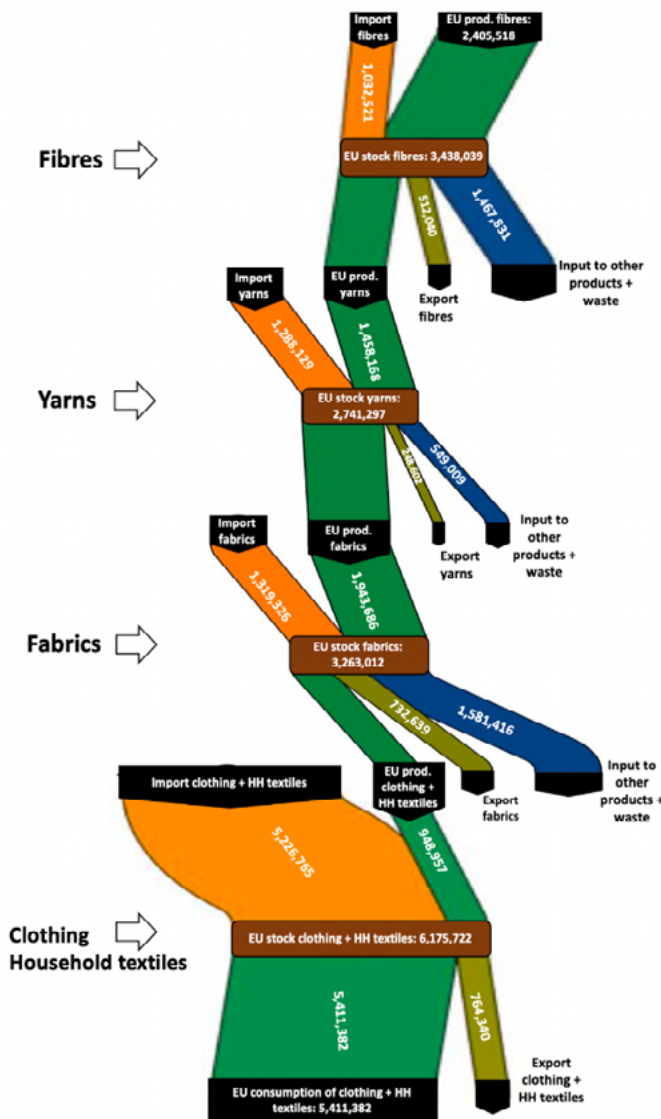 Import
fibres
EU prod. fibres:
2,405,518
1,032,521
Fibres
EU stock fibres: 3,438,039
512,040
1,467,831
Import
yarns
EU prod.
yarns
Export
fibres
Input to other
products +
waste
1,283,129
1,458,168
Yarns
EU stock yarns:
2,741,297
248,602
549,009
Import
fabrics
EU prod.
fabrics
Export
yarns
Input to
other
products +
waste
1,319,326
1,943,686
Fabrics
EU stock fabrics:
3,263,012
732,639
1,581,416
Import clothing + HH textiles
EU prod.
clothing +
HH textiles
Export
fabrics
Input to
other
products +
waste
5,226,765
948,957
Clothing
Household textiles
EU stock clothing + HH textiles: 6,175,722
5,411,382
764,340
EU consumption of clothing + HH
textiles: 5,411,382
Export
clothing +
HH textiles